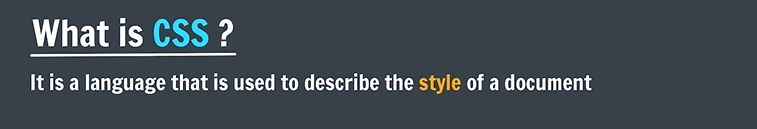 What is CSS ?
It is a language that is used to describe the style of a document